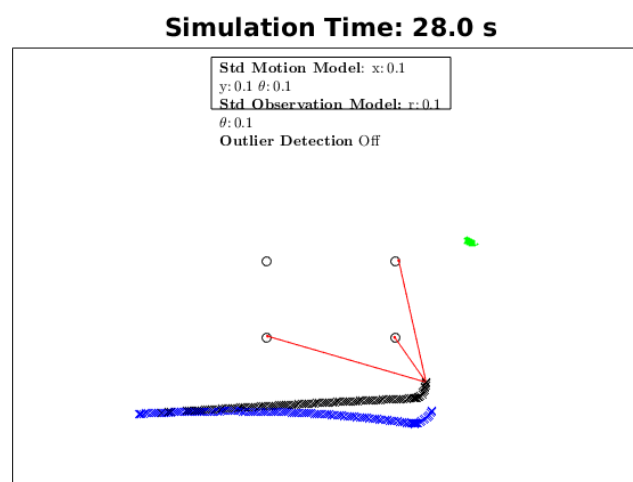 Simulation Time: 28.0 s
Std Motion Model: x: 0.1
y: 0.1 θ: 0.1
Std Observation Model: r: 0.1
θ: 0.1
Outlier Detection Off